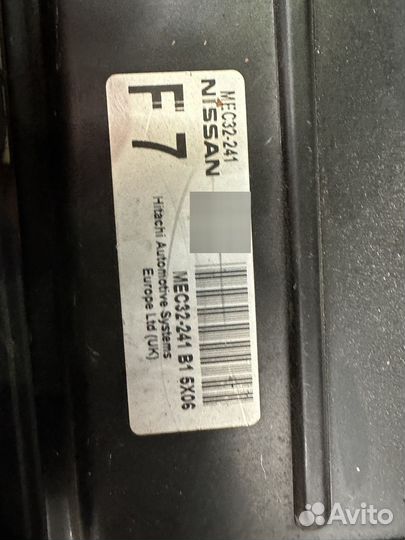 MEC32-241
NISSAN
F7
MEC32-241 B1 5X06
Hitachi Automotive Systems
Europe Ltd (UK)
Avito